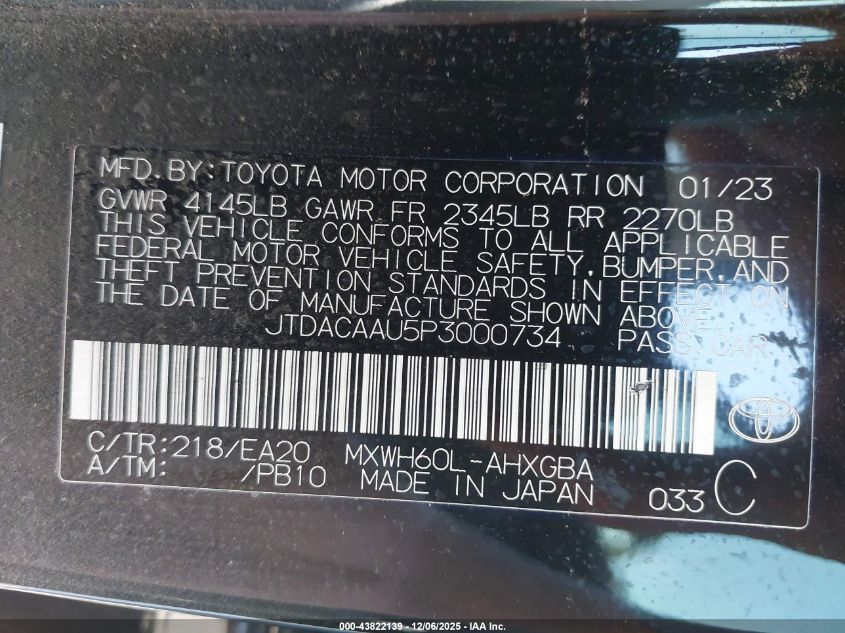 MFD.BY:TOYOTA MOTOR CORPORATION 01/23
GVWR 4145LB GAWR FR 2345LB RR 2270LB
THIS VEHICLE CONFORMS TO ALL APPLICABLE
FEDERAL MOTOR VEHICLE SAFETY,BUMPER,AND
THEFT PREVENTION STANDARDS IN EFFECT ON
THE DATE OF MANUFACTURE SHOWN ABOVE.
JTDACAAU5P3000734 PASS.CAR
C/TR:218/EA20 MXWH60L-AHXGBA
A/TM: /PB10 MADE IN JAPAN 033 C
000-43822139 - 12/06/2025 - IAA Inc.